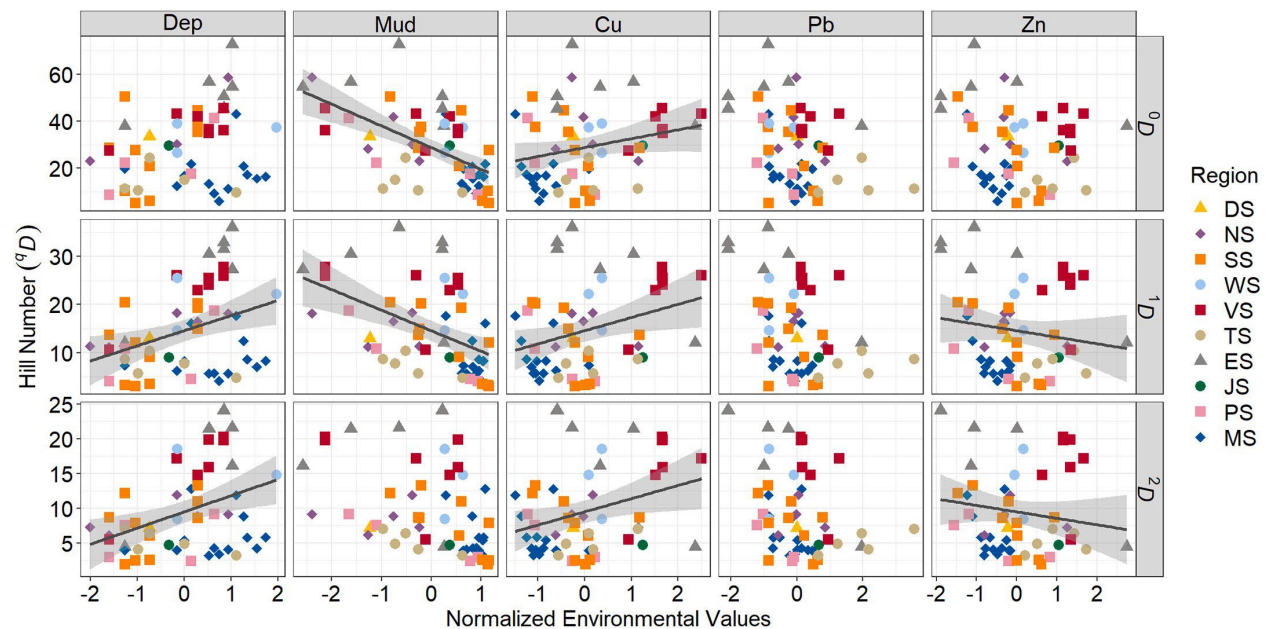 Dep Mud Cu Pb Zn
60
40
20
⁰D
30
20
10
¹D
25
20
15
10
5
²D
-2 -1 0 1 2 -2 -1 0 1 -1 0 1 2 -2 0 2 -1 0 1 2
Hill Number (qD)
Normalized Environmental Values
Region
DS
NS
SS
WS
VS
TS
ES
JS
PS
MS